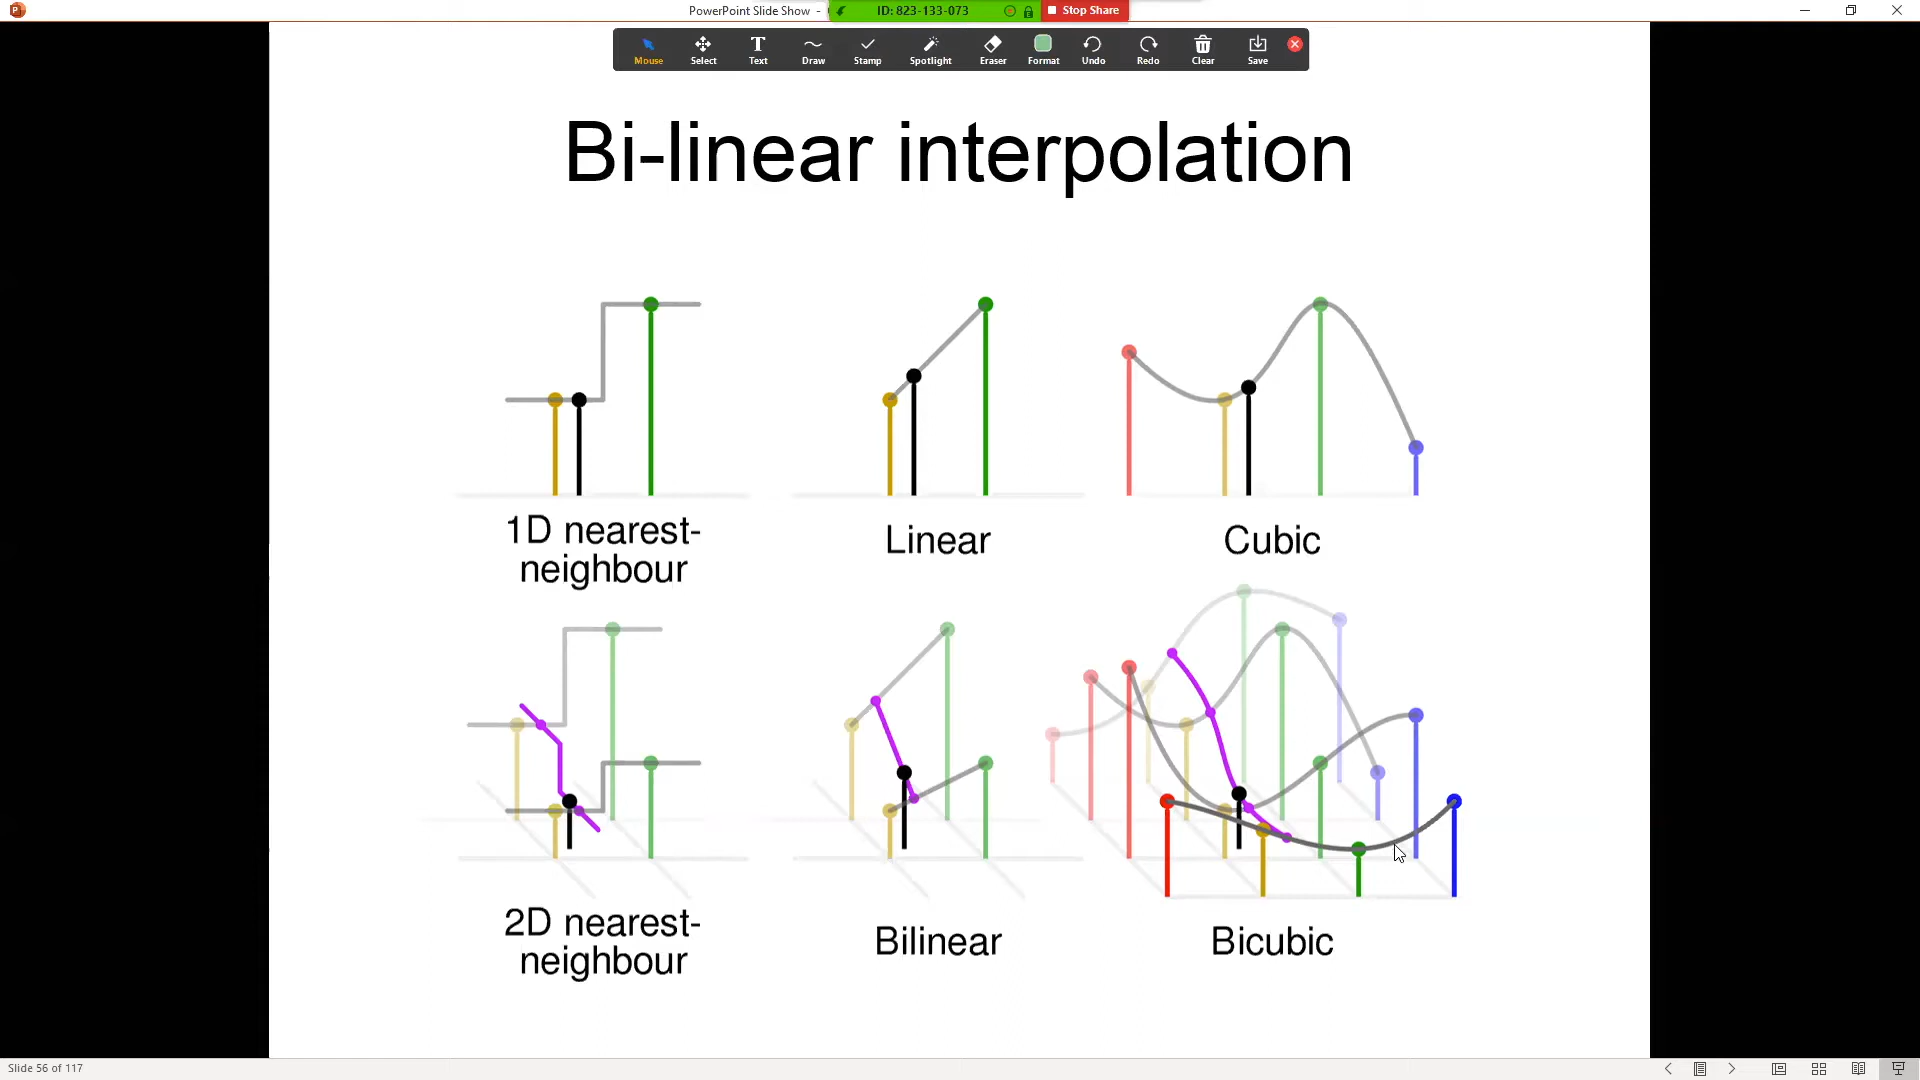 PowerPoint Slide Show -
ID: 823-133-073
Stop Share
Mouse
Select
Text
Draw
Stamp
Spotlight
Eraser
Format
Undo
Redo
Clear
Save
Bi-linear interpolation
1D nearest-
neighbour
Linear
Cubic
2D nearest-
neighbour
Bilinear
Bicubic
Slide 56 of 117